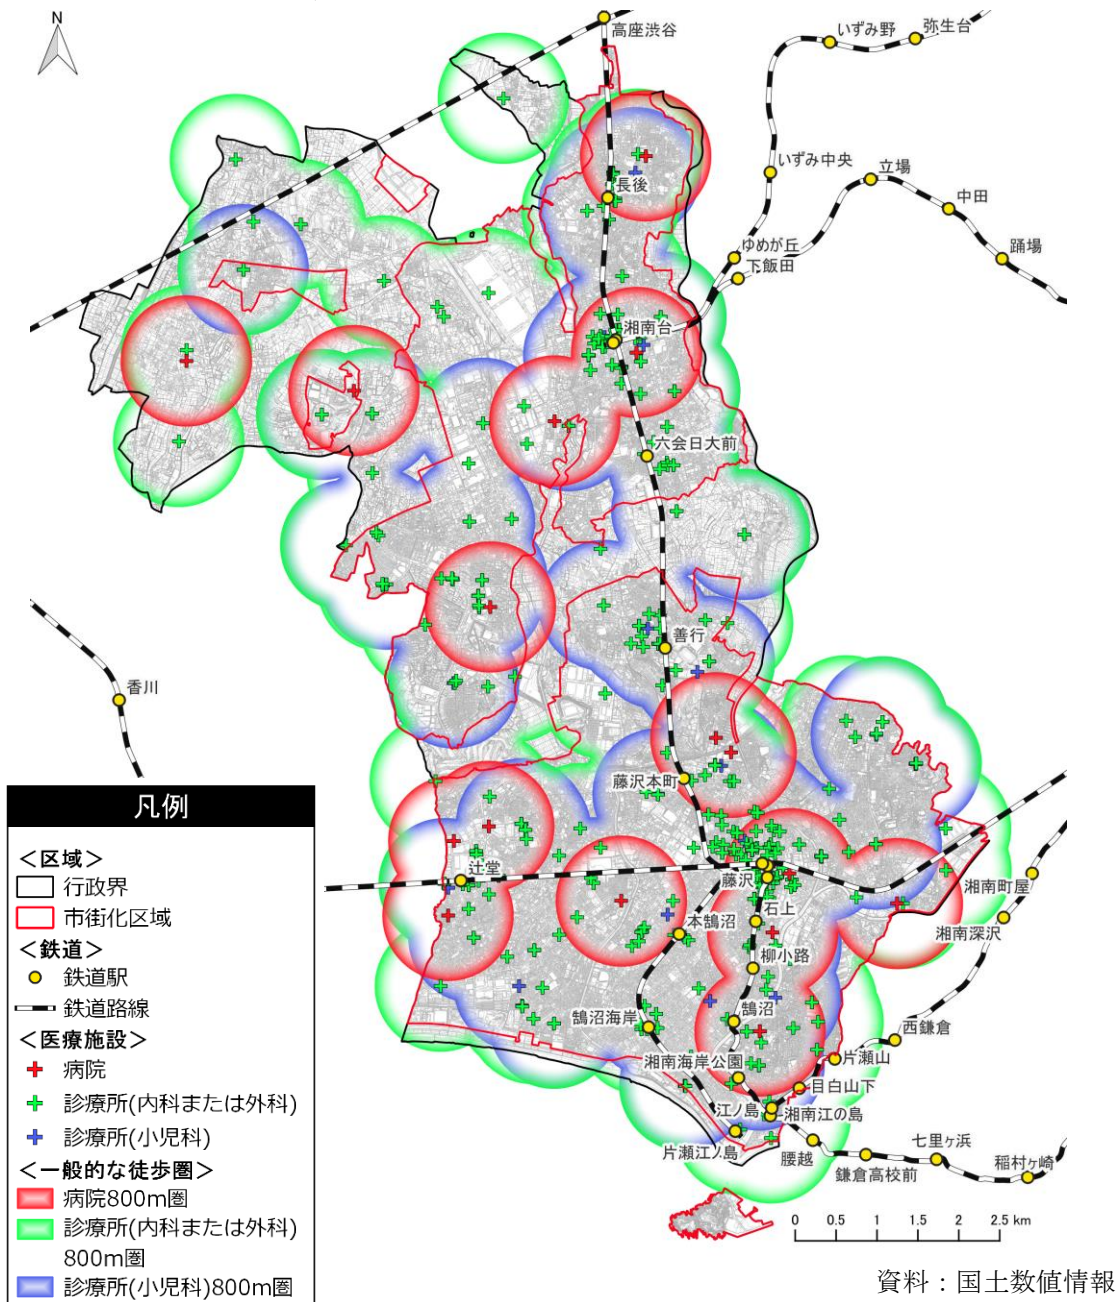 N
高座渋谷
いずみ野
弥生台
いずみ中央
立場
長後
中田
ゆめが丘
踊場
下飯田
湘南台
六会日大前
善行
香川
藤沢本町
辻堂
藤沢
湘南町屋
石上
本鵠沼
湘南深沢
柳小路
鵠沼
鵠沼海岸
西鎌倉
湘南海岸公園
片瀬山
目白山下
江ノ島
湘南江の島
片瀬江ノ島
腰越
七里ヶ浜
鎌倉高校前
稲村ヶ崎
凡例
<区域>
行政界
市街化区域
<鉄道>
鉄道駅
鉄道路線
<医療施設>
病院
診療所(内科または外科)
診療所(小児科)
<一般的な徒歩圏>
病院800m圏
診療所(内科または外科)
800m圏
診療所(小児科)800m圏
0 0.5 1 1.5 2 2.5 km
資料：国土数値情報